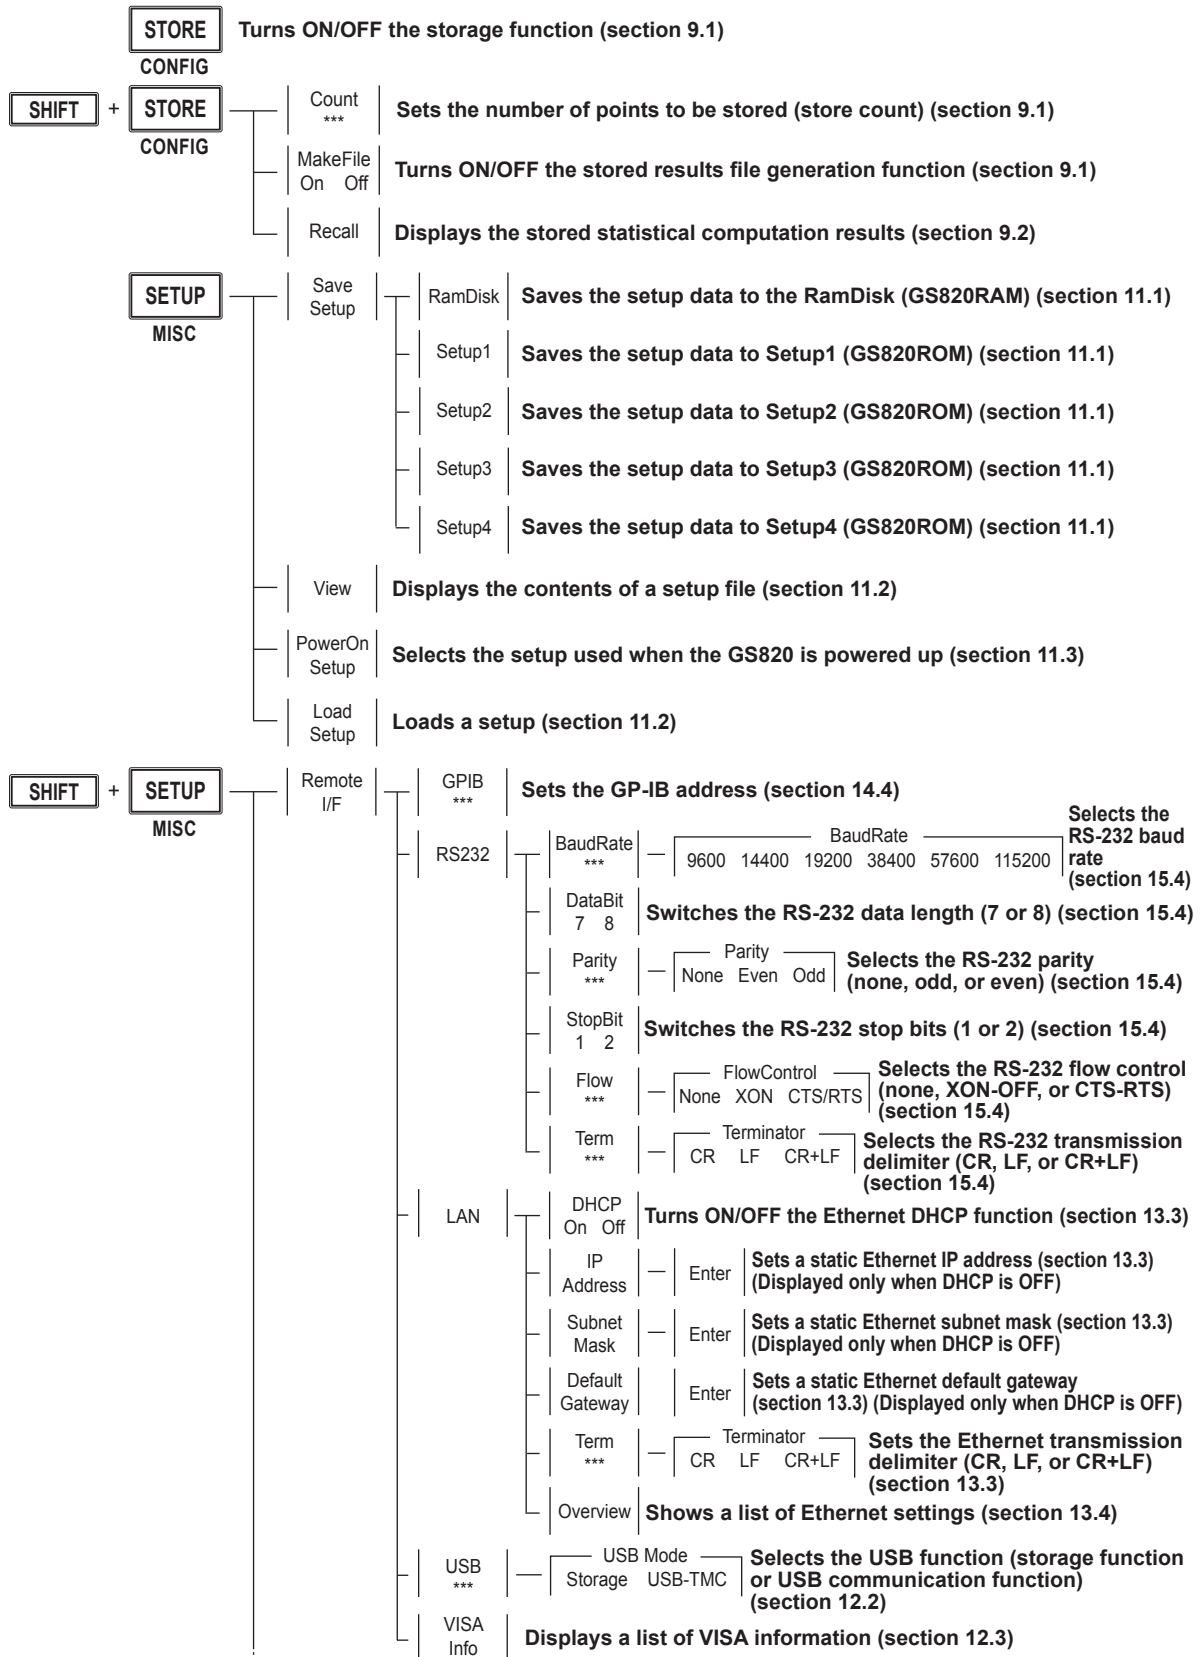 STORE Turns ON/OFF the storage function (section 9.1)
CONFIG
SHIFT + STORE Count Sets the number of points to be stored (store count) (section 9.1)
***
CONFIG
MakeFile Turns ON/OFF the stored results file generation function (section 9.1)
On Off
Recall Displays the stored statistical computation results (section 9.2)
SETUP Save RamDisk Saves the setup data to the RamDisk (GS820RAM) (section 11.1)
Setup
MISC
Setup1 Saves the setup data to Setup1 (GS820ROM) (section 11.1)
Setup2 Saves the setup data to Setup2 (GS820ROM) (section 11.1)
Setup3 Saves the setup data to Setup3 (GS820ROM) (section 11.1)
Setup4 Saves the setup data to Setup4 (GS820ROM) (section 11.1)
View Displays the contents of a setup file (section 11.2)
PowerOn Selects the setup used when the GS820 is powered up (section 11.3)
Setup
Load Loads a setup (section 11.2)
Setup
SHIFT + SETUP Remote GPIB Sets the GP-IB address (section 14.4)
I/F ***
MISC
RS232 BaudRate BaudRate Selects the
*** 9600 14400 19200 38400 57600 115200 RS-232 baud
rate
(section 15.4)
DataBit Switches the RS-232 data length (7 or 8) (section 15.4)
7 8
Parity Parity Selects the RS-232 parity
*** None Even Odd (none, odd, or even) (section 15.4)
StopBit Switches the RS-232 stop bits (1 or 2) (section 15.4)
1 2
Flow FlowControl Selects the RS-232 flow control
*** None XON CTS/RTS (none, XON-OFF, or CTS-RTS)
(section 15.4)
Term Terminator Selects the RS-232 transmission
*** CR LF CR+LF delimiter (CR, LF, or CR+LF)
(section 15.4)
LAN DHCP Turns ON/OFF the Ethernet DHCP function (section 13.3)
On Off
IP Enter Sets a static Ethernet IP address (section 13.3)
Address (Displayed only when DHCP is OFF)
Subnet Enter Sets a static Ethernet subnet mask (section 13.3)
Mask (Displayed only when DHCP is OFF)
Default Enter Sets a static Ethernet default gateway
Gateway (section 13.3) (Displayed only when DHCP is OFF)
Term Terminator Sets the Ethernet transmission
*** CR LF CR+LF delimiter (CR, LF, or CR+LF)
(section 13.3)
Overview Shows a list of Ethernet settings (section 13.4)
USB USB Mode Selects the USB function (storage function
*** Storage USB-TMC or USB communication function)
(section 12.2)
VISA Displays a list of VISA information (section 12.3)
Info